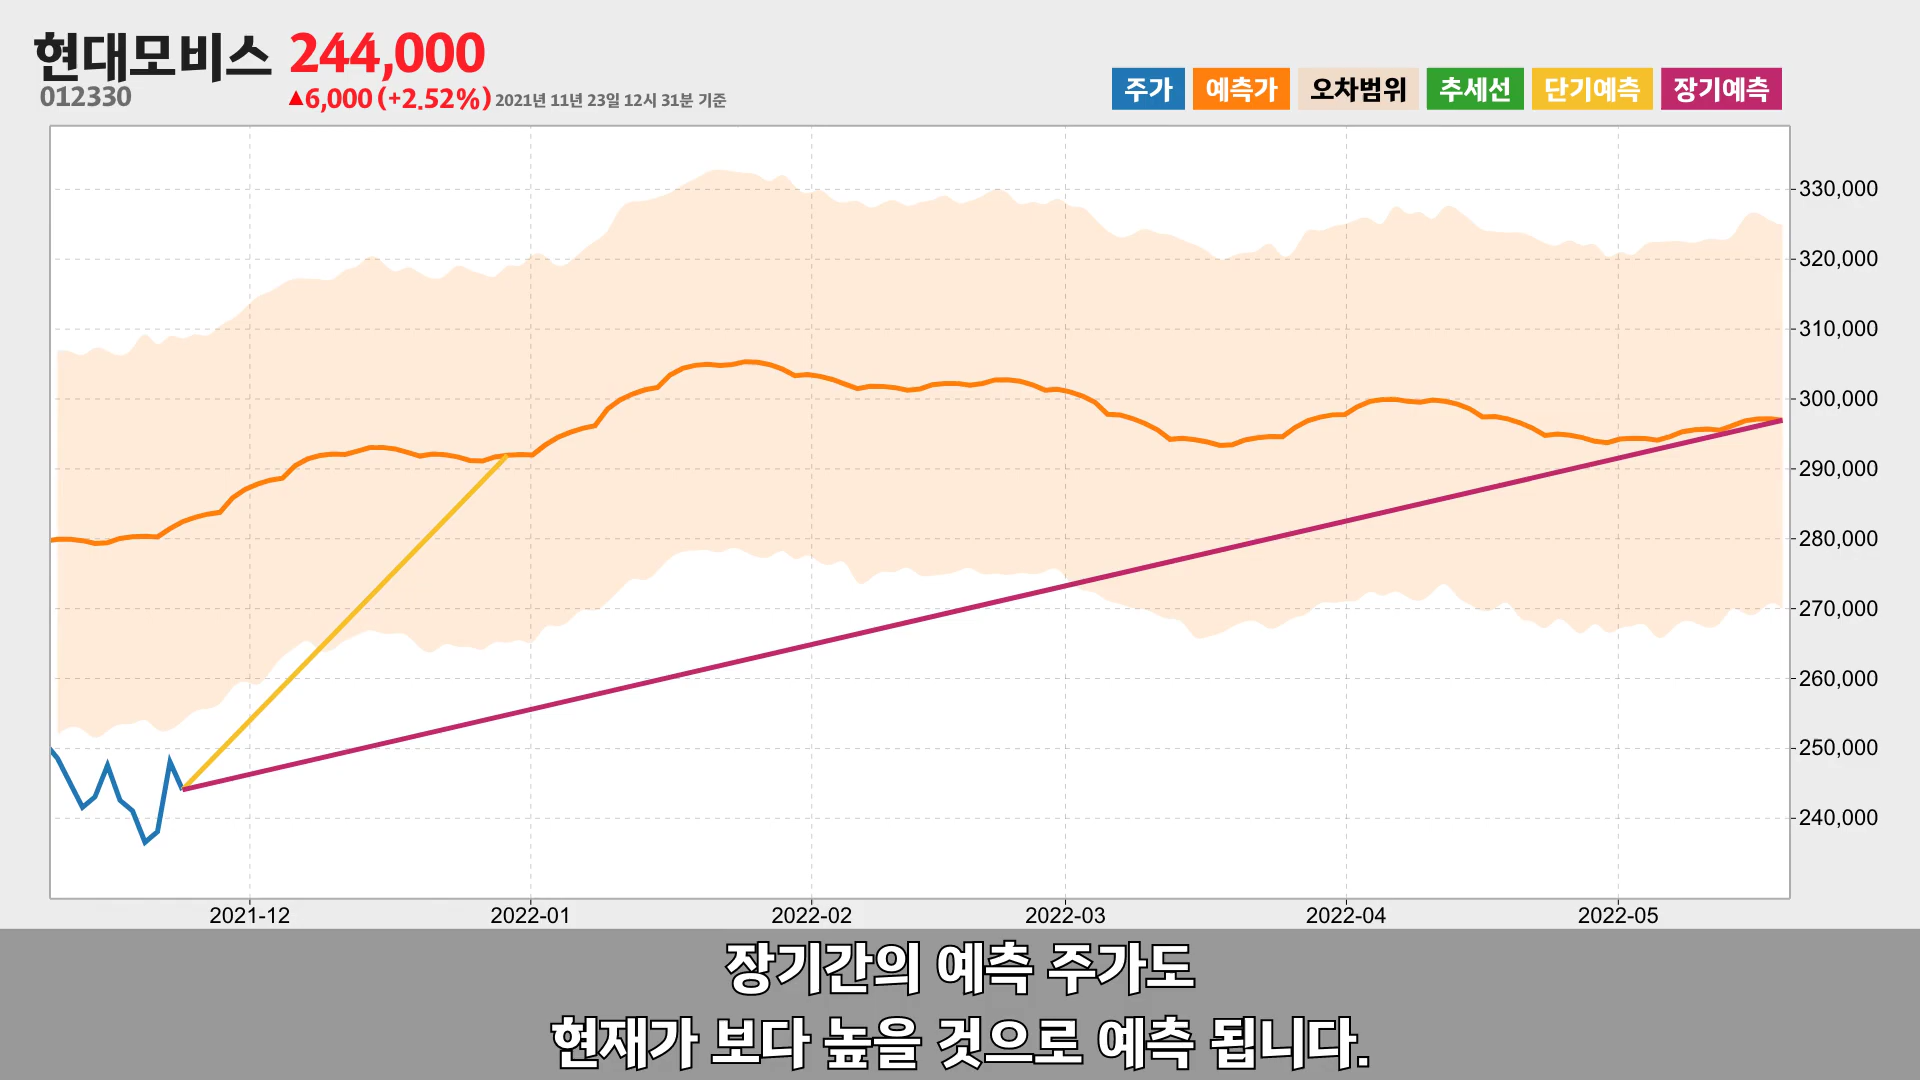 현대모비스 244,000
012330 ▲6,000 (+2.52%) 2021년 11년 23일 12시 31분 기준
주가 예측가 오차범위 추세선 단기예측 장기예측
330,000
320,000
310,000
300,000
290,000
280,000
270,000
260,000
250,000
240,000
2021-12 2022-01 2022-02 2022-03 2022-04 2022-05
장기간의 예측 주가도
현재가 보다 높을 것으로 예측 됩니다.